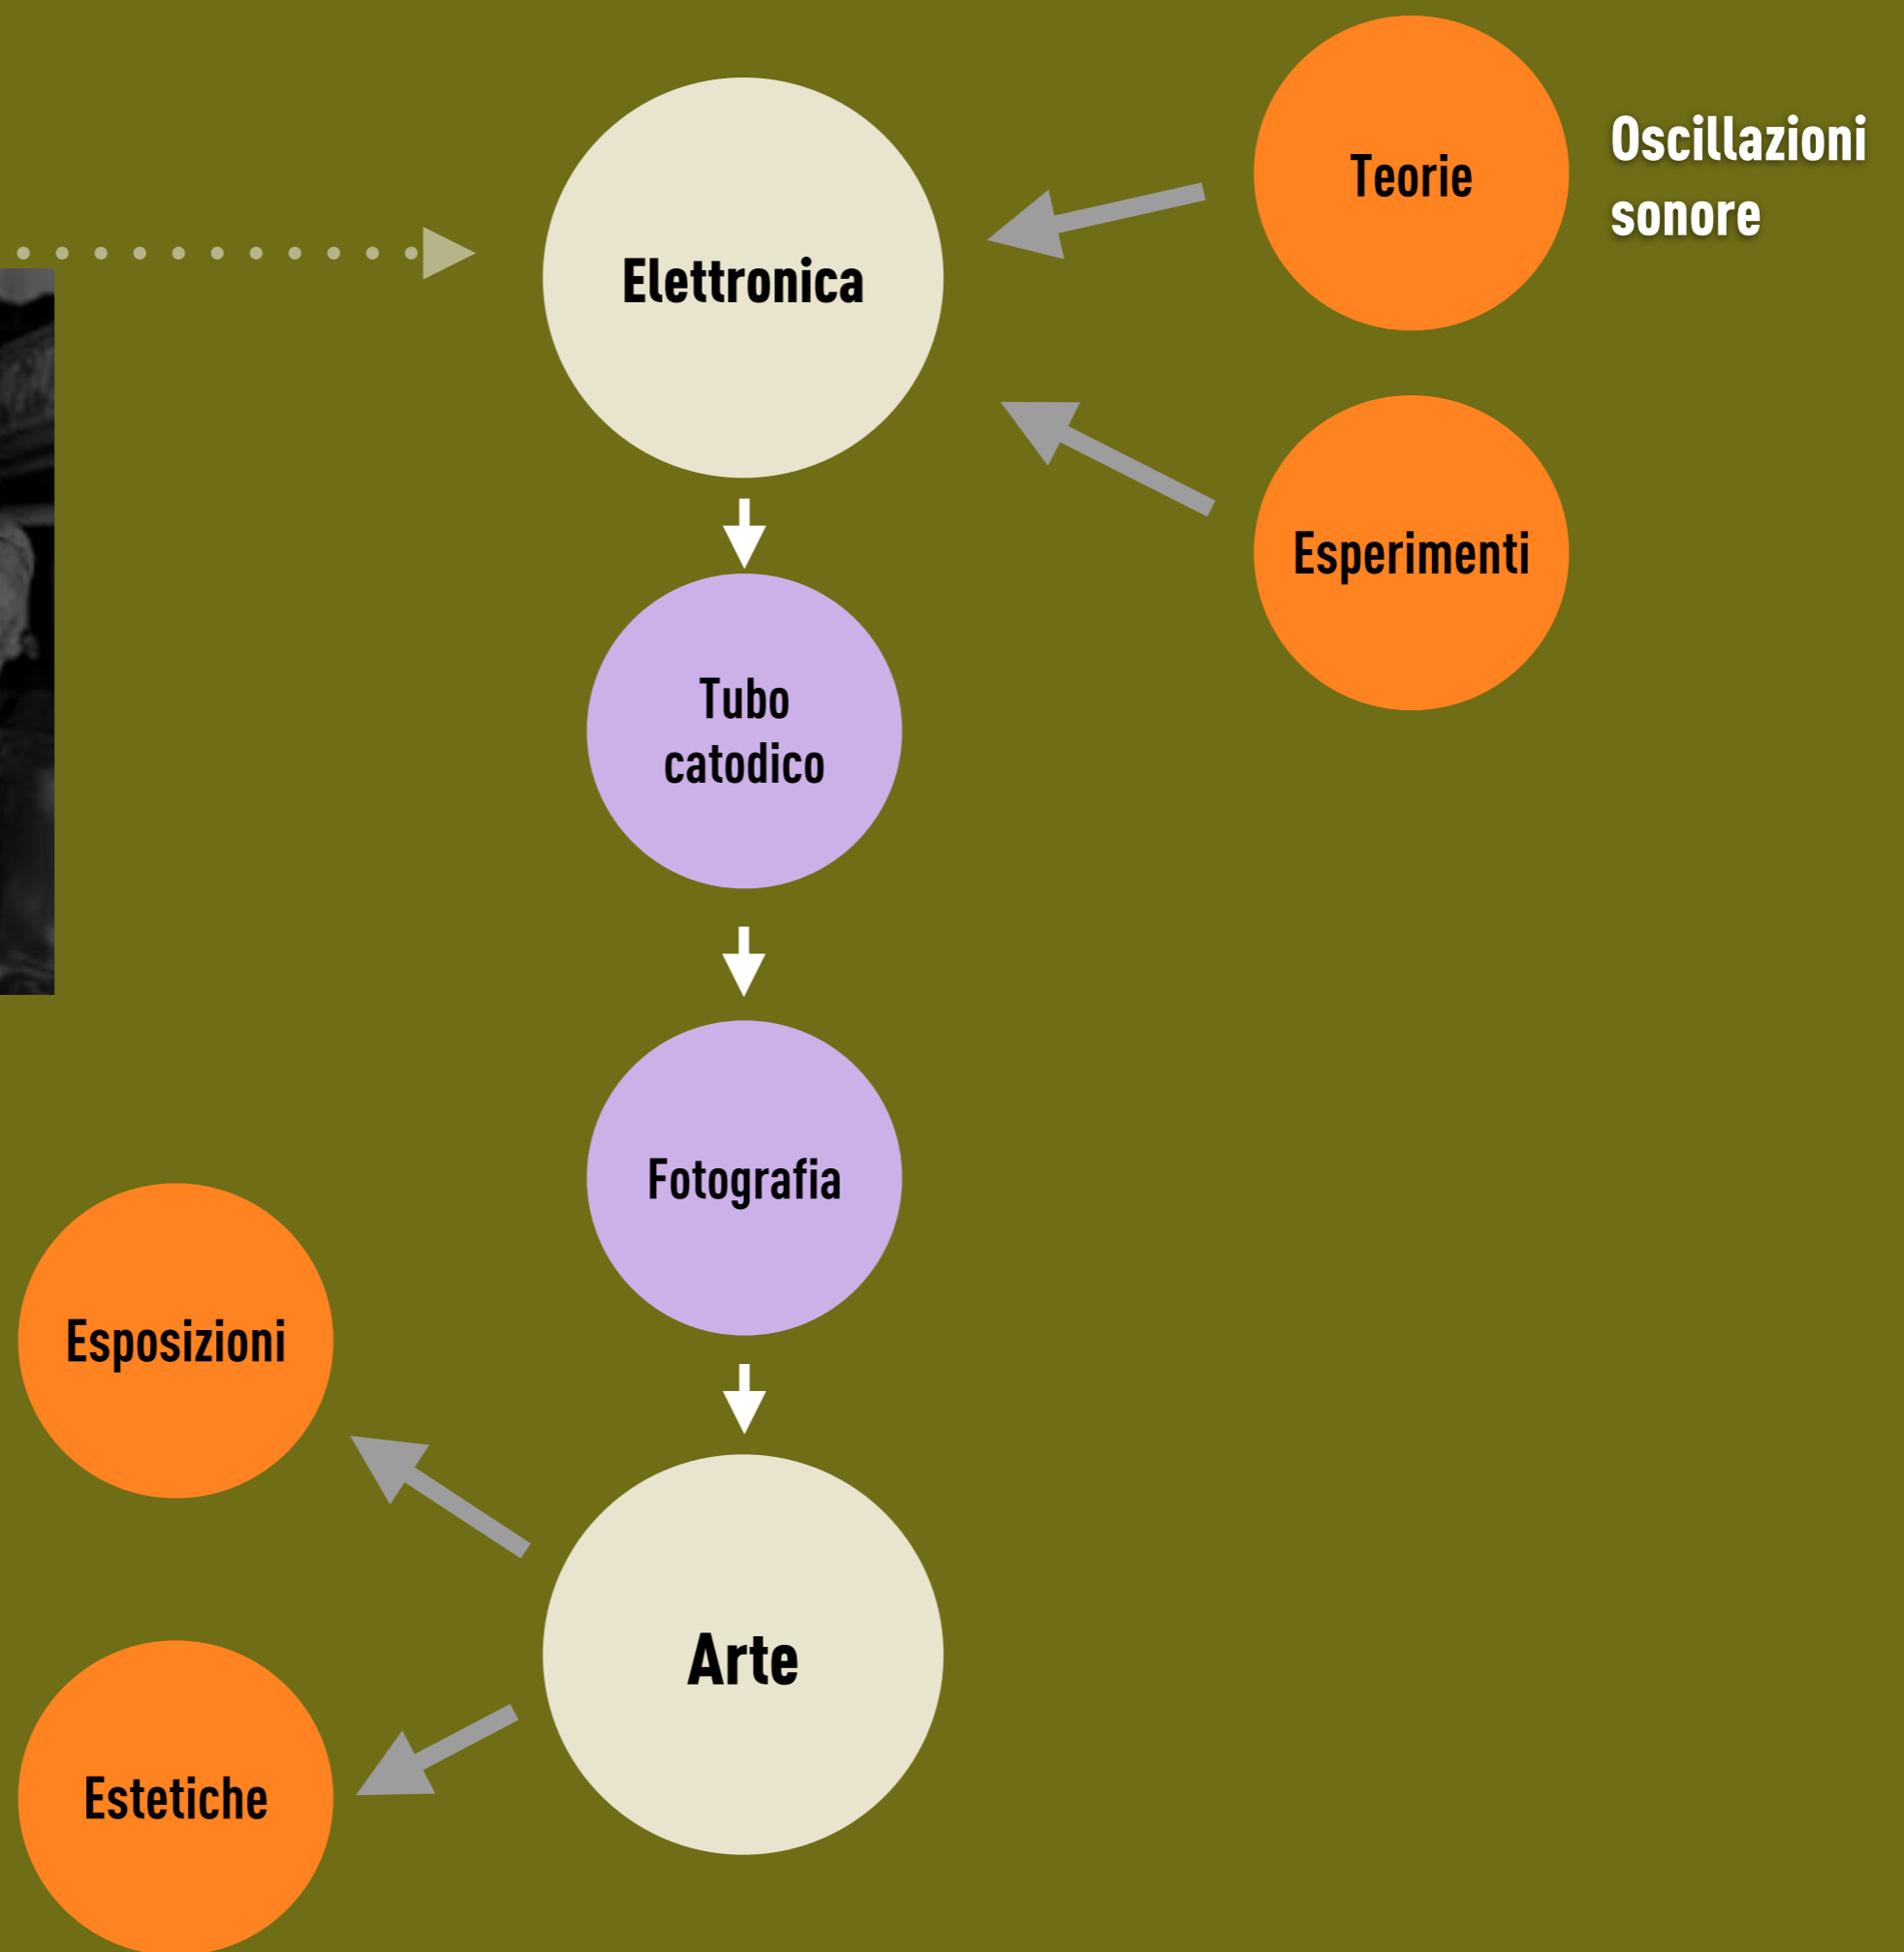 Teorie
Oscillazioni
sonore
Elettronica
Esperimenti
Tubo
catodico
Fotografia
Esposizioni
Arte
Estetiche